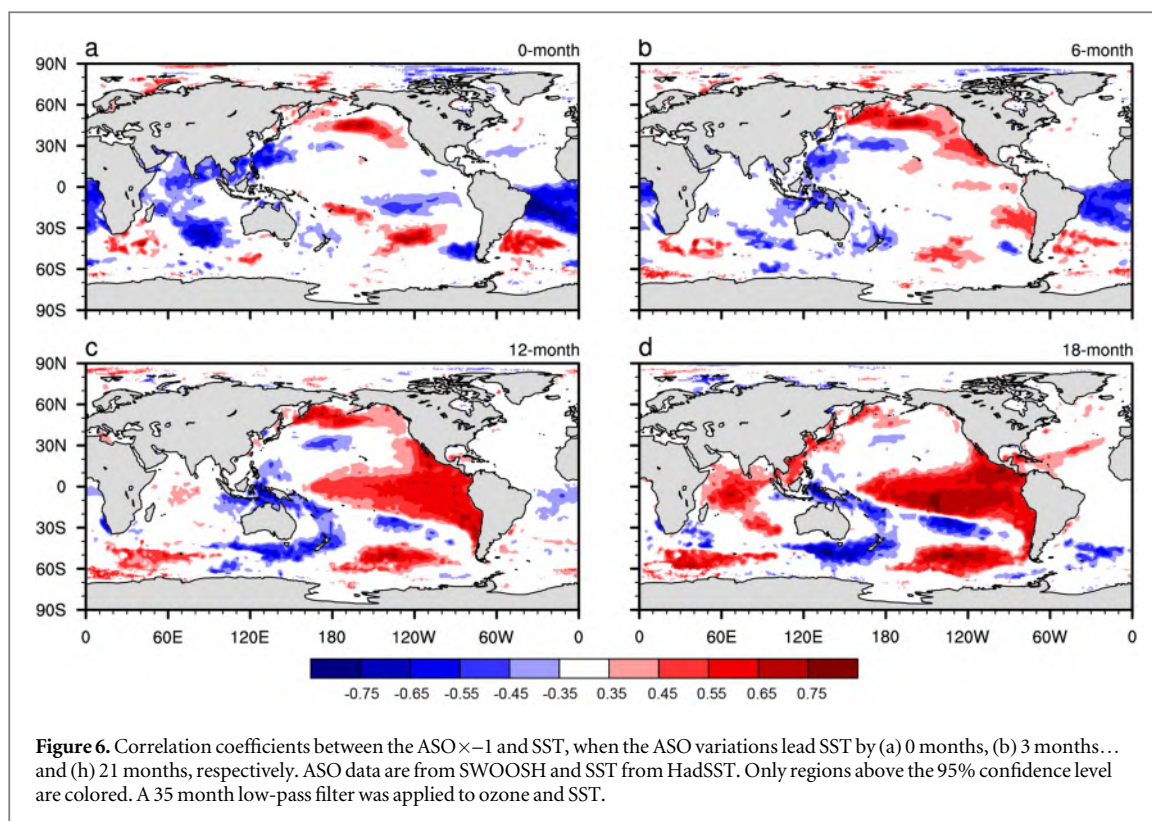 a 0-month
b 6-month
90N
60N
30N
0
30S
60S
90S
c 12-month
d 18-month
90N
60N
30N
0
30S
60S
90S
0 60E 120E 180 120W 60W 0
0 60E 120E 180 120W 60W 0
-0.75 -0.65 -0.55 -0.45 -0.35 0.35 0.45 0.55 0.65 0.75
Figure 6. Correlation coefficients between the ASO×−1 and SST, when the ASO variations lead SST by (a) 0 months, (b) 3 months…
and (h) 21 months, respectively. ASO data are from SWOOSH and SST from HadSST. Only regions above the 95% confidence level
are colored. A 35 month low-pass filter was applied to ozone and SST.